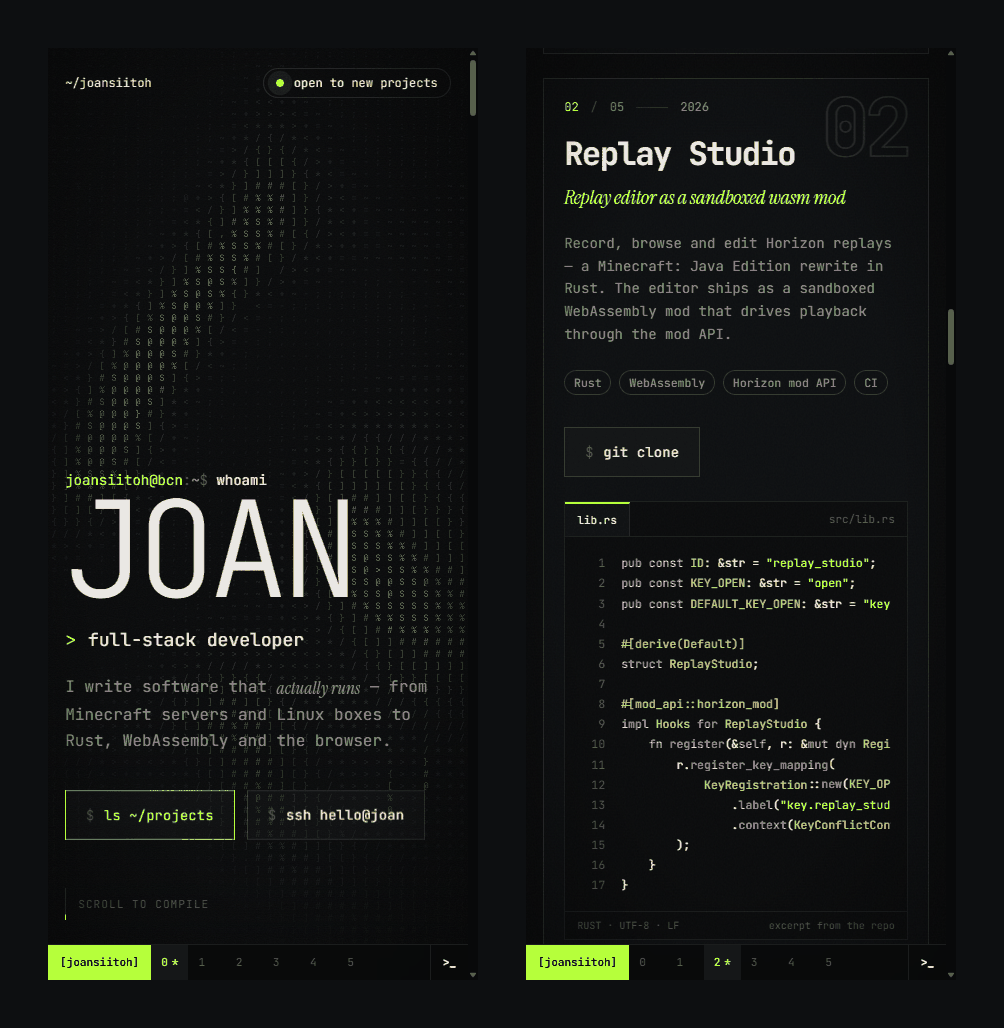 ~/joansiitoh
open to new projects
joansiitoh@bcn:~$ whoami
JOAN
> full-stack developer
I write software that actually runs — from
Minecraft servers and Linux boxes to
Rust, WebAssembly and the browser.
$ ls ~/projects
$ ssh hello@joan
SCROLL TO COMPILE
[joansiitoh] 0* 1 2 3 4 5 >_
02 / 05 2026
02
Replay Studio
Replay editor as a sandboxed wasm mod
Record, browse and edit Horizon replays
— a Minecraft: Java Edition rewrite in
Rust. The editor ships as a sandboxed
WebAssembly mod that drives playback
through the mod API.
Rust WebAssembly Horizon mod API CI
$ git clone
lib.rs src/lib.rs
1 pub const ID: &str = "replay_studio";
2 pub const KEY_OPEN: &str = "open";
3 pub const DEFAULT_KEY_OPEN: &str = "key
4
5 #[derive(Default)]
6 struct ReplayStudio;
7
8 #[mod_api::horizon_mod]
9 impl Hooks for ReplayStudio {
10 fn register(&self, r: &mut dyn Regi
11 r.register_key_mapping(
12 KeyRegistration::new(KEY_OP
13 .label("key.replay_stud
14 .context(KeyConflictCon
15 );
16 }
17 }
RUST · UTF-8 · LF excerpt from the repo
[joansiitoh] 0 1 2* 3 4 5 >_